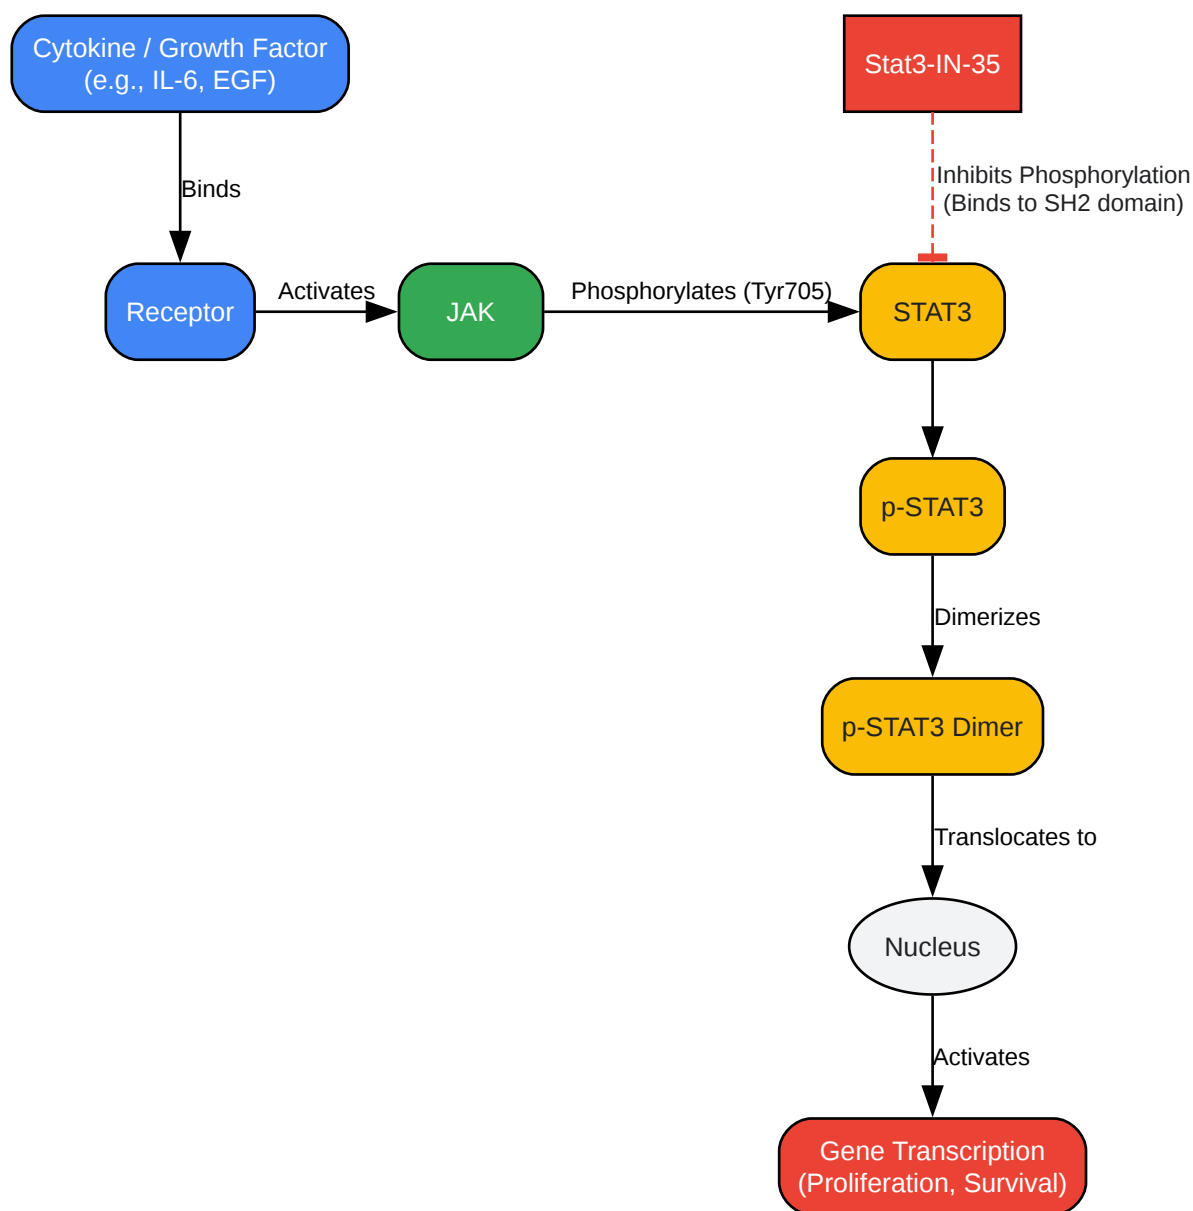 Cytokine / Growth Factor
(e.g., IL-6, EGF)
Stat3-IN-35
Binds
Inhibits Phosphorylation
(Binds to SH2 domain)
Receptor
Activates
JAK
Phosphorylates (Tyr705)
STAT3
p-STAT3
Dimerizes
p-STAT3 Dimer
Translocates to
Nucleus
Activates
Gene Transcription
(Proliferation, Survival)